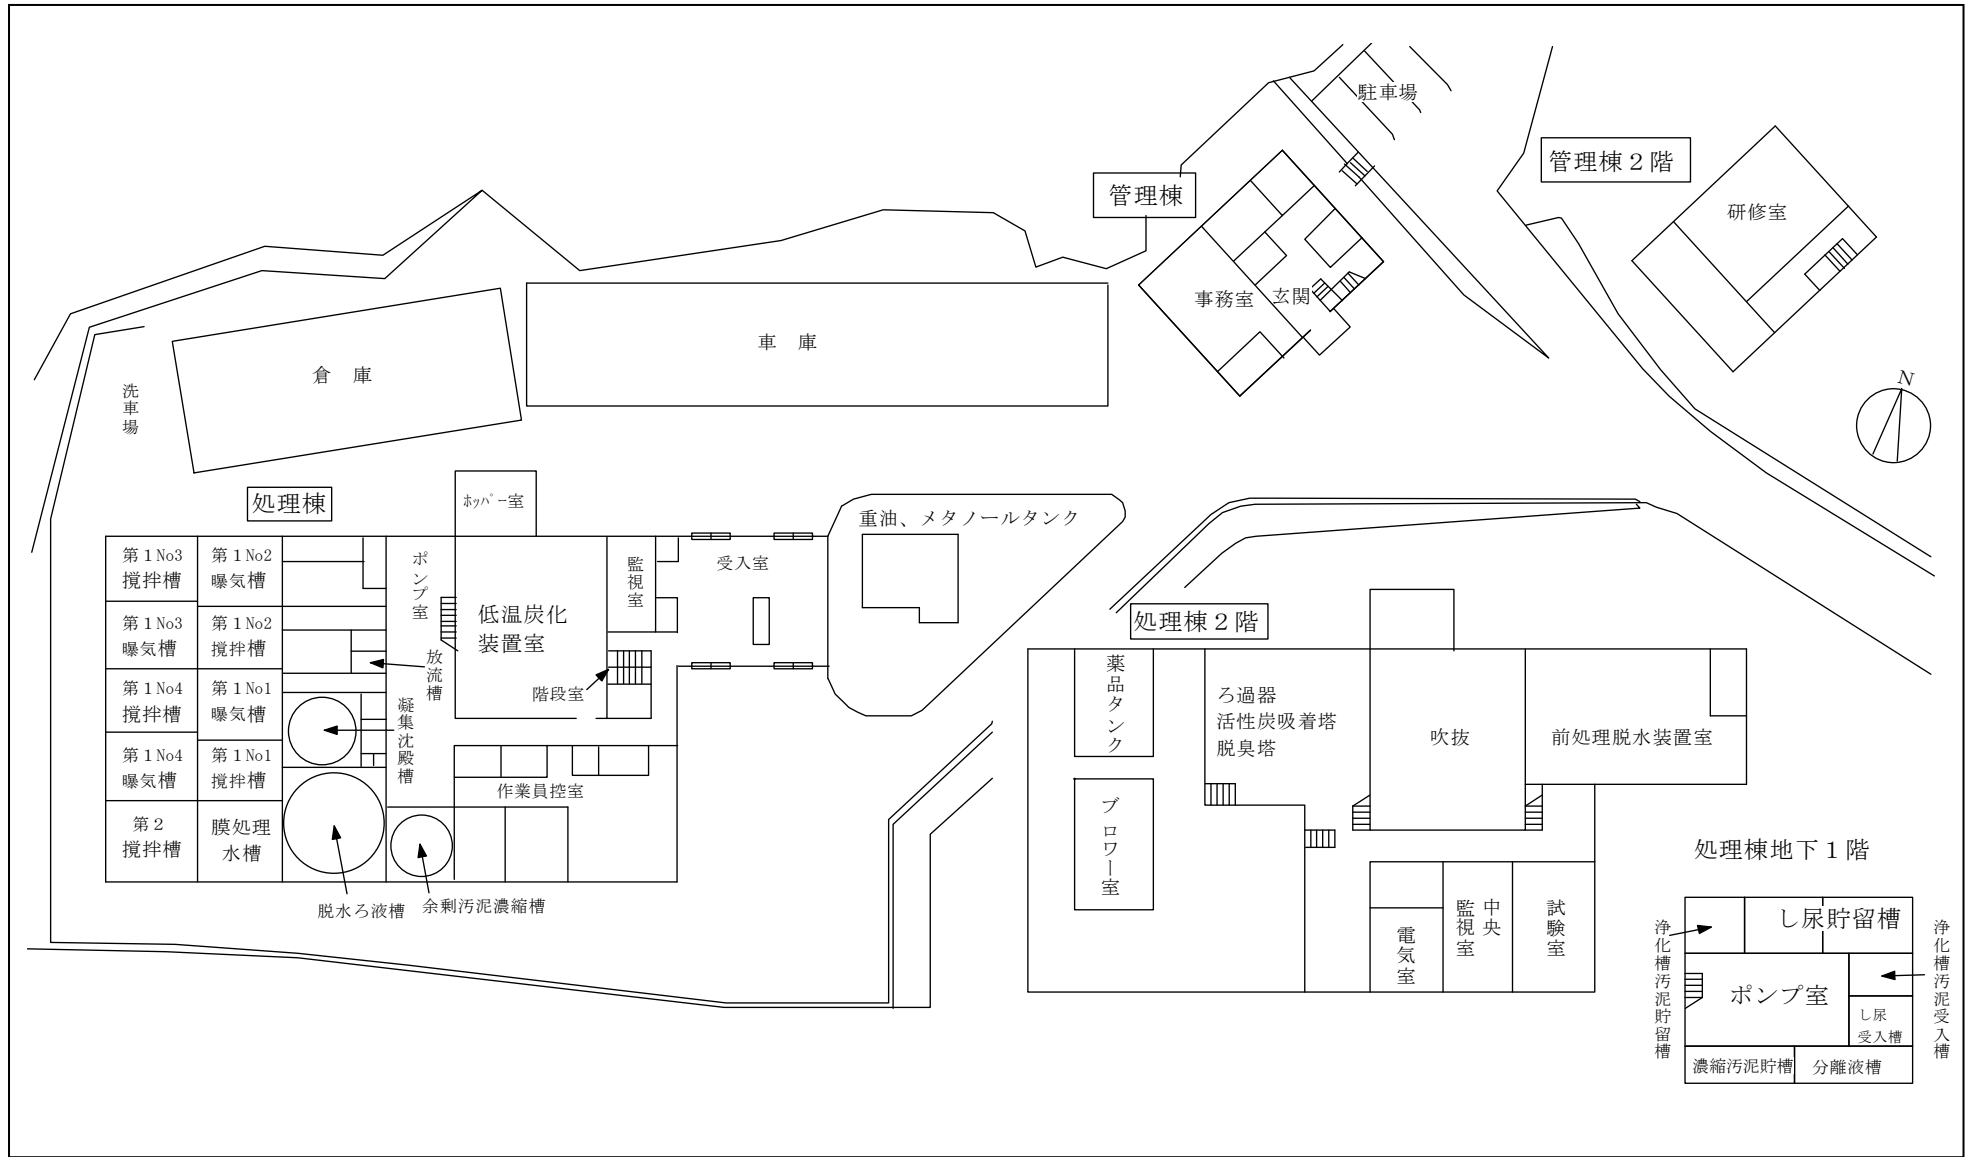 駐車場
管理棟
管理棟２階
研修室
事務室
玄関
N
車　庫
倉　庫
洗車場
処理棟
ﾎｯﾊﾟｰ室
重油、メタノールタンク
第１No3
撹拌槽
第１No2
曝気槽
ポンプ室
低温炭化
装置室
監視室
受入室
第１No3
曝気槽
第１No2
撹拌槽
放流槽
階段室
第１No4
撹拌槽
第１No1
曝気槽
凝集沈殿槽
第１No4
曝気槽
第１No1
撹拌槽
作業員控室
第２
撹拌槽
膜処理
水槽
脱水ろ液槽
余剰汚泥濃縮槽
処理棟２階
薬品タンク
ろ過器
活性炭吸着塔
脱臭塔
吹抜
前処理脱水装置室
ブロワー室
電気室
中央
監視室
試験室
処理棟地下１階
浄化槽汚泥貯留槽
し尿貯留槽
浄化槽汚泥受入槽
ポンプ室
し尿
受入槽
濃縮汚泥貯槽
分離液槽